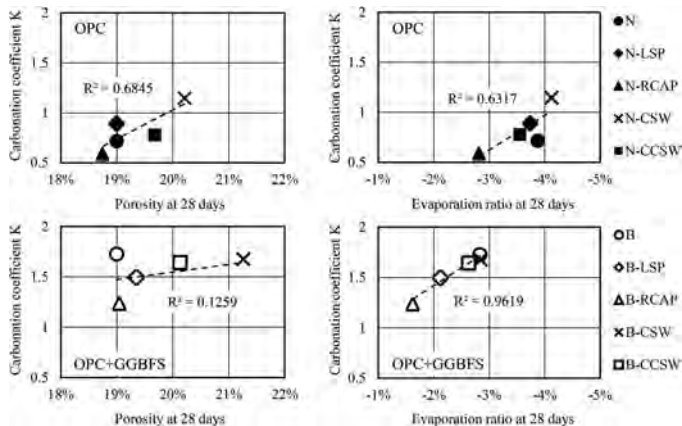 OPC
Carbonation coefficient K
2
1.5
1
0.5
R² = 0.6845
18% 19% 20% 21% 22%
Porosity at 28 days
OPC
Carbonation coefficient K
2
1.5
1
0.5
R² = 0.6317
-1% -2% -3% -4% -5%
Evaporation ratio at 28 days
N
N-LSP
N-RCAP
N-CSW
N-CCSW
Carbonation coefficient K
2
1.5
1
0.5
R² = 0.1259
OPC+GGBFS
18% 19% 20% 21% 22%
Porosity at 28 days
Carbonation coefficient K
2
1.5
1
0.5
R² = 0.9619
OPC+GGBFS
-1% -2% -3% -4% -5%
Evaporation ratio at 28 days
B
B-LSP
B-RCAP
B-CSW
B-CCSW